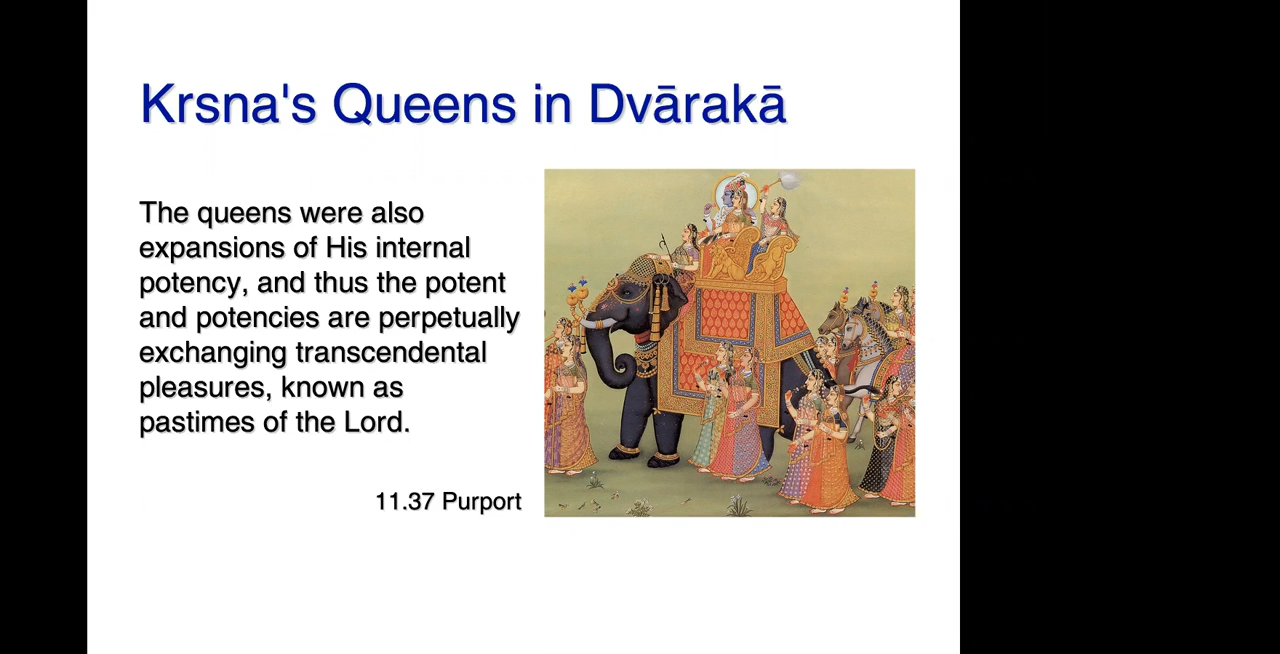 Krsna's Queens in Dvārakā
The queens were also
expansions of His internal
potency, and thus the potent
and potencies are perpetually
exchanging transcendental
pleasures, known as
pastimes of the Lord.
11.37 Purport